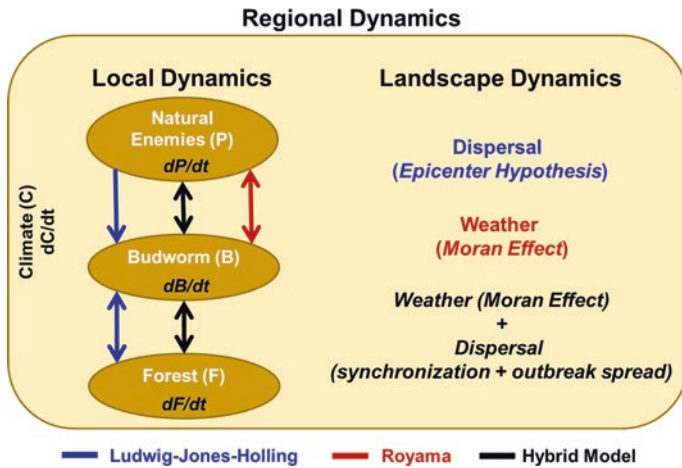 Regional Dynamics
Local Dynamics
Natural
Enemies (P)
dP/dt
Budworm (B)
dB/dt
Forest (F)
dF/dt
Climate (C)
dC/dt
Landscape Dynamics
Dispersal
(Epicenter Hypothesis)
Weather
(Moran Effect)
Weather (Moran Effect)
+
Dispersal
(synchronization + outbreak spread)
Ludwig-Jones-Holling
Royama
Hybrid Model